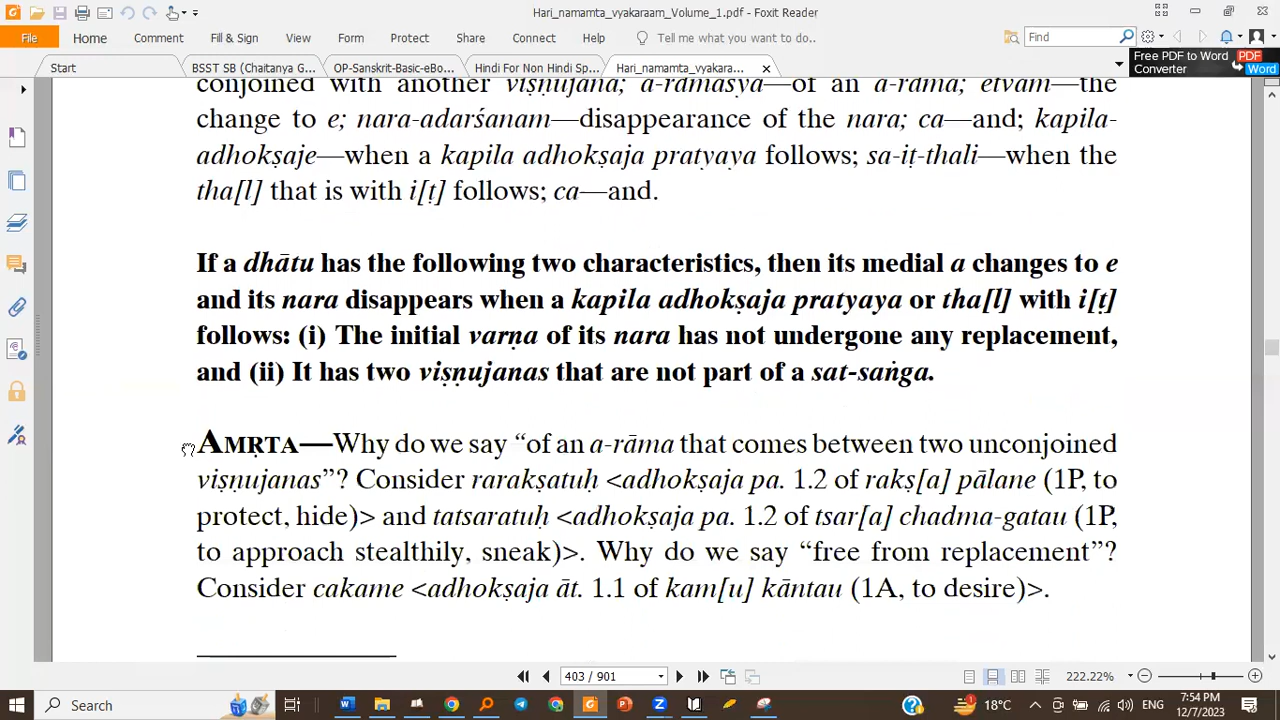 Hari_namamta_vyakaraam_Volume_1.pdf - Foxit Reader
File Home Comment Fill & Sign View Form Protect Share Connect Help Tell me what you want to do.. Find
Start BSST SB (Chaitanya G... OP-Sanskrit-Basic-eBo... Hindi For Non-Hindi Sp... Hari_namamta_vyakara...
Free PDF to Word Converter PDF Word
conjoined with another viṣṇujana; a-rāmasya—of an a-rāma; etvam—the
change to e; nara-adarśanam—disappearance of the nara; ca—and; kapila-
adhokṣaje—when a kapila adhokṣaja pratyaya follows; sa-iṭ-thali—when the
tha[l] that is with i[ṭ] follows; ca—and.
If a dhātu has the following two characteristics, then its medial a changes to e
and its nara disappears when a kapila adhokṣaja pratyaya or tha[l] with i[ṭ]
follows: (i) The initial varṇa of its nara has not undergone any replacement,
and (ii) It has two viṣṇujanas that are not part of a sat-saṅga.
AMṚTA—Why do we say “of an a-rāma that comes between two unconjoined
viṣṇujanas”? Consider rarakṣatuḥ <adhokṣaja pa. 1.2 of rakṣ[a] pālane (1P, to
protect, hide)> and tatsaratuḥ <adhokṣaja pa. 1.2 of tsar[a] chadma-gatau (1P,
to approach stealthily, sneak)>. Why do we say “free from replacement”?
Consider cakame <adhokṣaja āt. 1.1 of kam[u] kāntau (1A, to desire)>.
403 / 901 222.22%
Search 18°C ENG 7:54 PM
12/7/2023